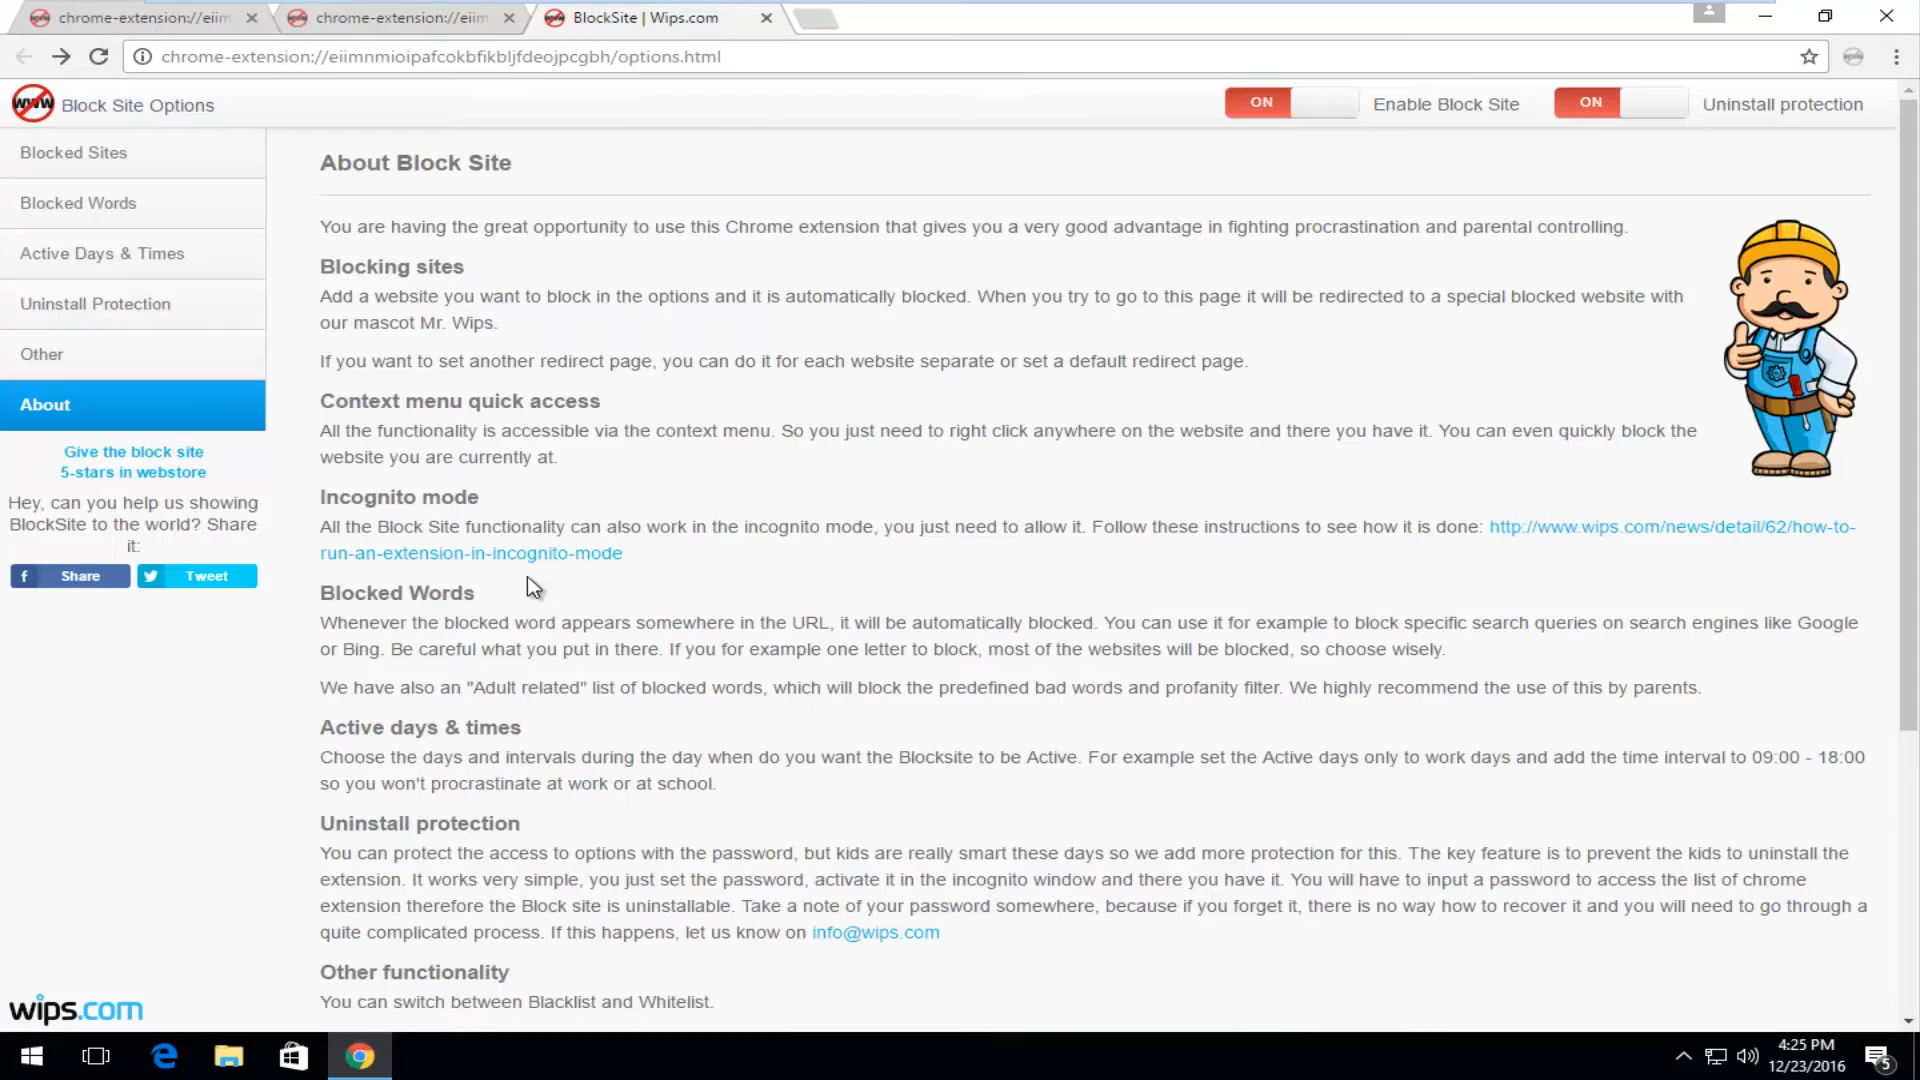 chrome-extension://eiim
chrome-extension://eiim
BlockSite | Wips.com
chrome-extension://eiimnmioipafcokbfikbljfdeojpcgbh/options.html
WWW
Block Site Options
ON
Enable Block Site
ON
Uninstall protection
Blocked Sites
Blocked Words
Active Days & Times
Uninstall Protection
Other
About
Give the block site
5-stars in webstore
Hey, can you help us showing
BlockSite to the world? Share
it:
f Share
Tweet
wips.com
About Block Site
You are having the great opportunity to use this Chrome extension that gives you a very good advantage in fighting procrastination and parental controlling.
Blocking sites
Add a website you want to block in the options and it is automatically blocked. When you try to go to this page it will be redirected to a special blocked website with
our mascot Mr. Wips.
If you want to set another redirect page, you can do it for each website separate or set a default redirect page.
Context menu quick access
All the functionality is accessible via the context menu. So you just need to right click anywhere on the website and there you have it. You can even quickly block the
website you are currently at.
Incognito mode
All the Block Site functionality can also work in the incognito mode, you just need to allow it. Follow these instructions to see how it is done: http://www.wips.com/news/detail/62/how-to-
run-an-extension-in-incognito-mode
Blocked Words
Whenever the blocked word appears somewhere in the URL, it will be automatically blocked. You can use it for example to block specific search queries on search engines like Google
or Bing. Be careful what you put in there. If you for example one letter to block, most of the websites will be blocked, so choose wisely.
We have also an "Adult related" list of blocked words, which will block the predefined bad words and profanity filter. We highly recommend the use of this by parents.
Active days & times
Choose the days and intervals during the day when do you want the Blocksite to be Active. For example set the Active days only to work days and add the time interval to 09:00 - 18:00
so you won't procrastinate at work or at school.
Uninstall protection
You can protect the access to options with the password, but kids are really smart these days so we add more protection for this. The key feature is to prevent the kids to uninstall the
extension. It works very simple, you just set the password, activate it in the incognito window and there you have it. You will have to input a password to access the list of chrome
extension therefore the Block site is uninstallable. Take a note of your password somewhere, because if you forget it, there is no way how to recover it and you will need to go through a
quite complicated process. If this happens, let us know on info@wips.com
Other functionality
You can switch between Blacklist and Whitelist.
4:25 PM
12/23/2016
5